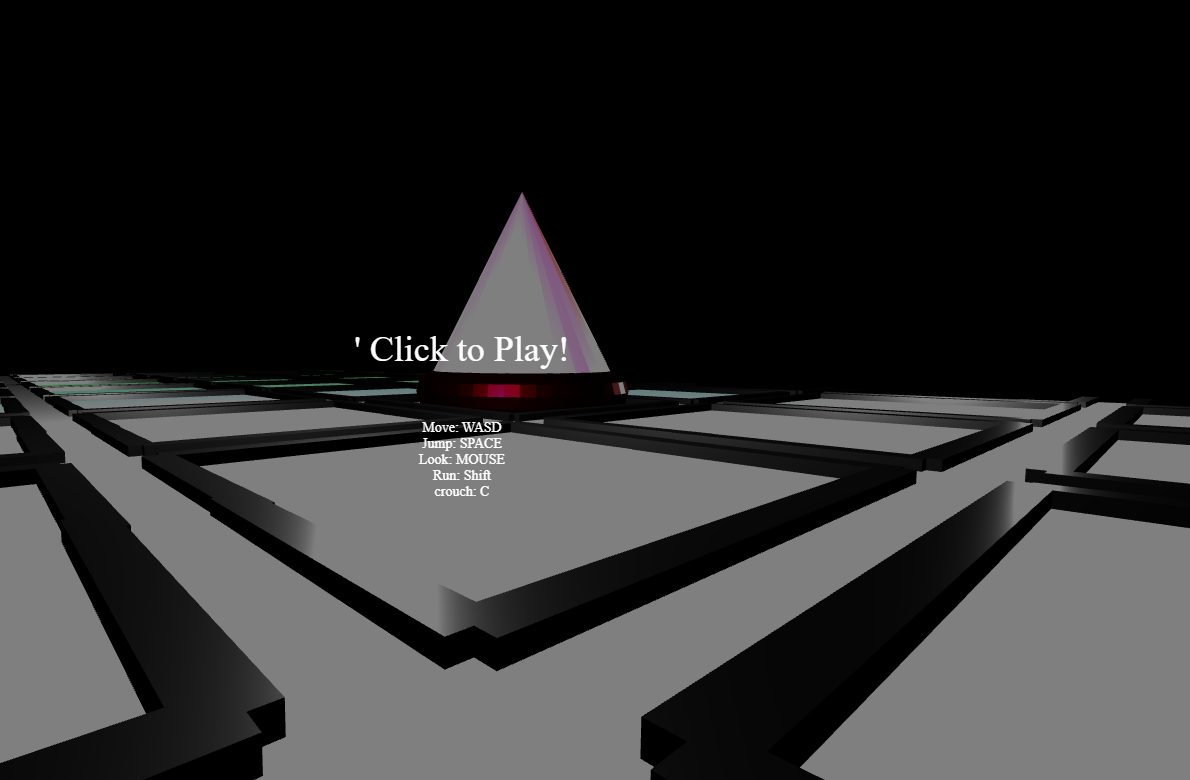 ' Click to Play!
Move: WASD
Jump: SPACE
Look: MOUSE
Run: Shift
crouch: C